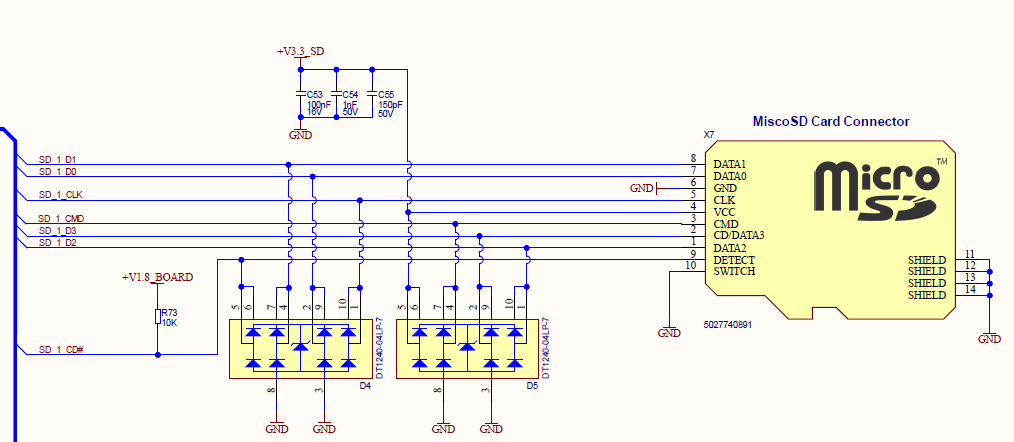 +V3.3_SD
C53
100nF
16V
C54
1nF
50V
C55
150pF
50V
GND
MiscoSD Card Connector
X7
SD_1_D1
SD_1_D0
SD_1_CLK
SD_1_CMD
SD_1_D3
SD_1_D2
GND
8 DATA1
7 DATA0
6 GND
5 CLK
4 VCC
3 CMD
2 CD/DATA3
1 DATA2
9 DETECT
10 SWITCH
Micro
SD
TM
SHIELD 11
SHIELD 12
SHIELD 13
SHIELD 14
5027740891
GND
GND
+V1.8_BOARD
R73
10K
SD_1_CD#
5 6 7 4 2 9 10 1
DT1240-04LP-7
D4
8 3
GND GND
5 6 7 4 2 9 10 1
DT1240-04LP-7
D5
8 3
GND GND